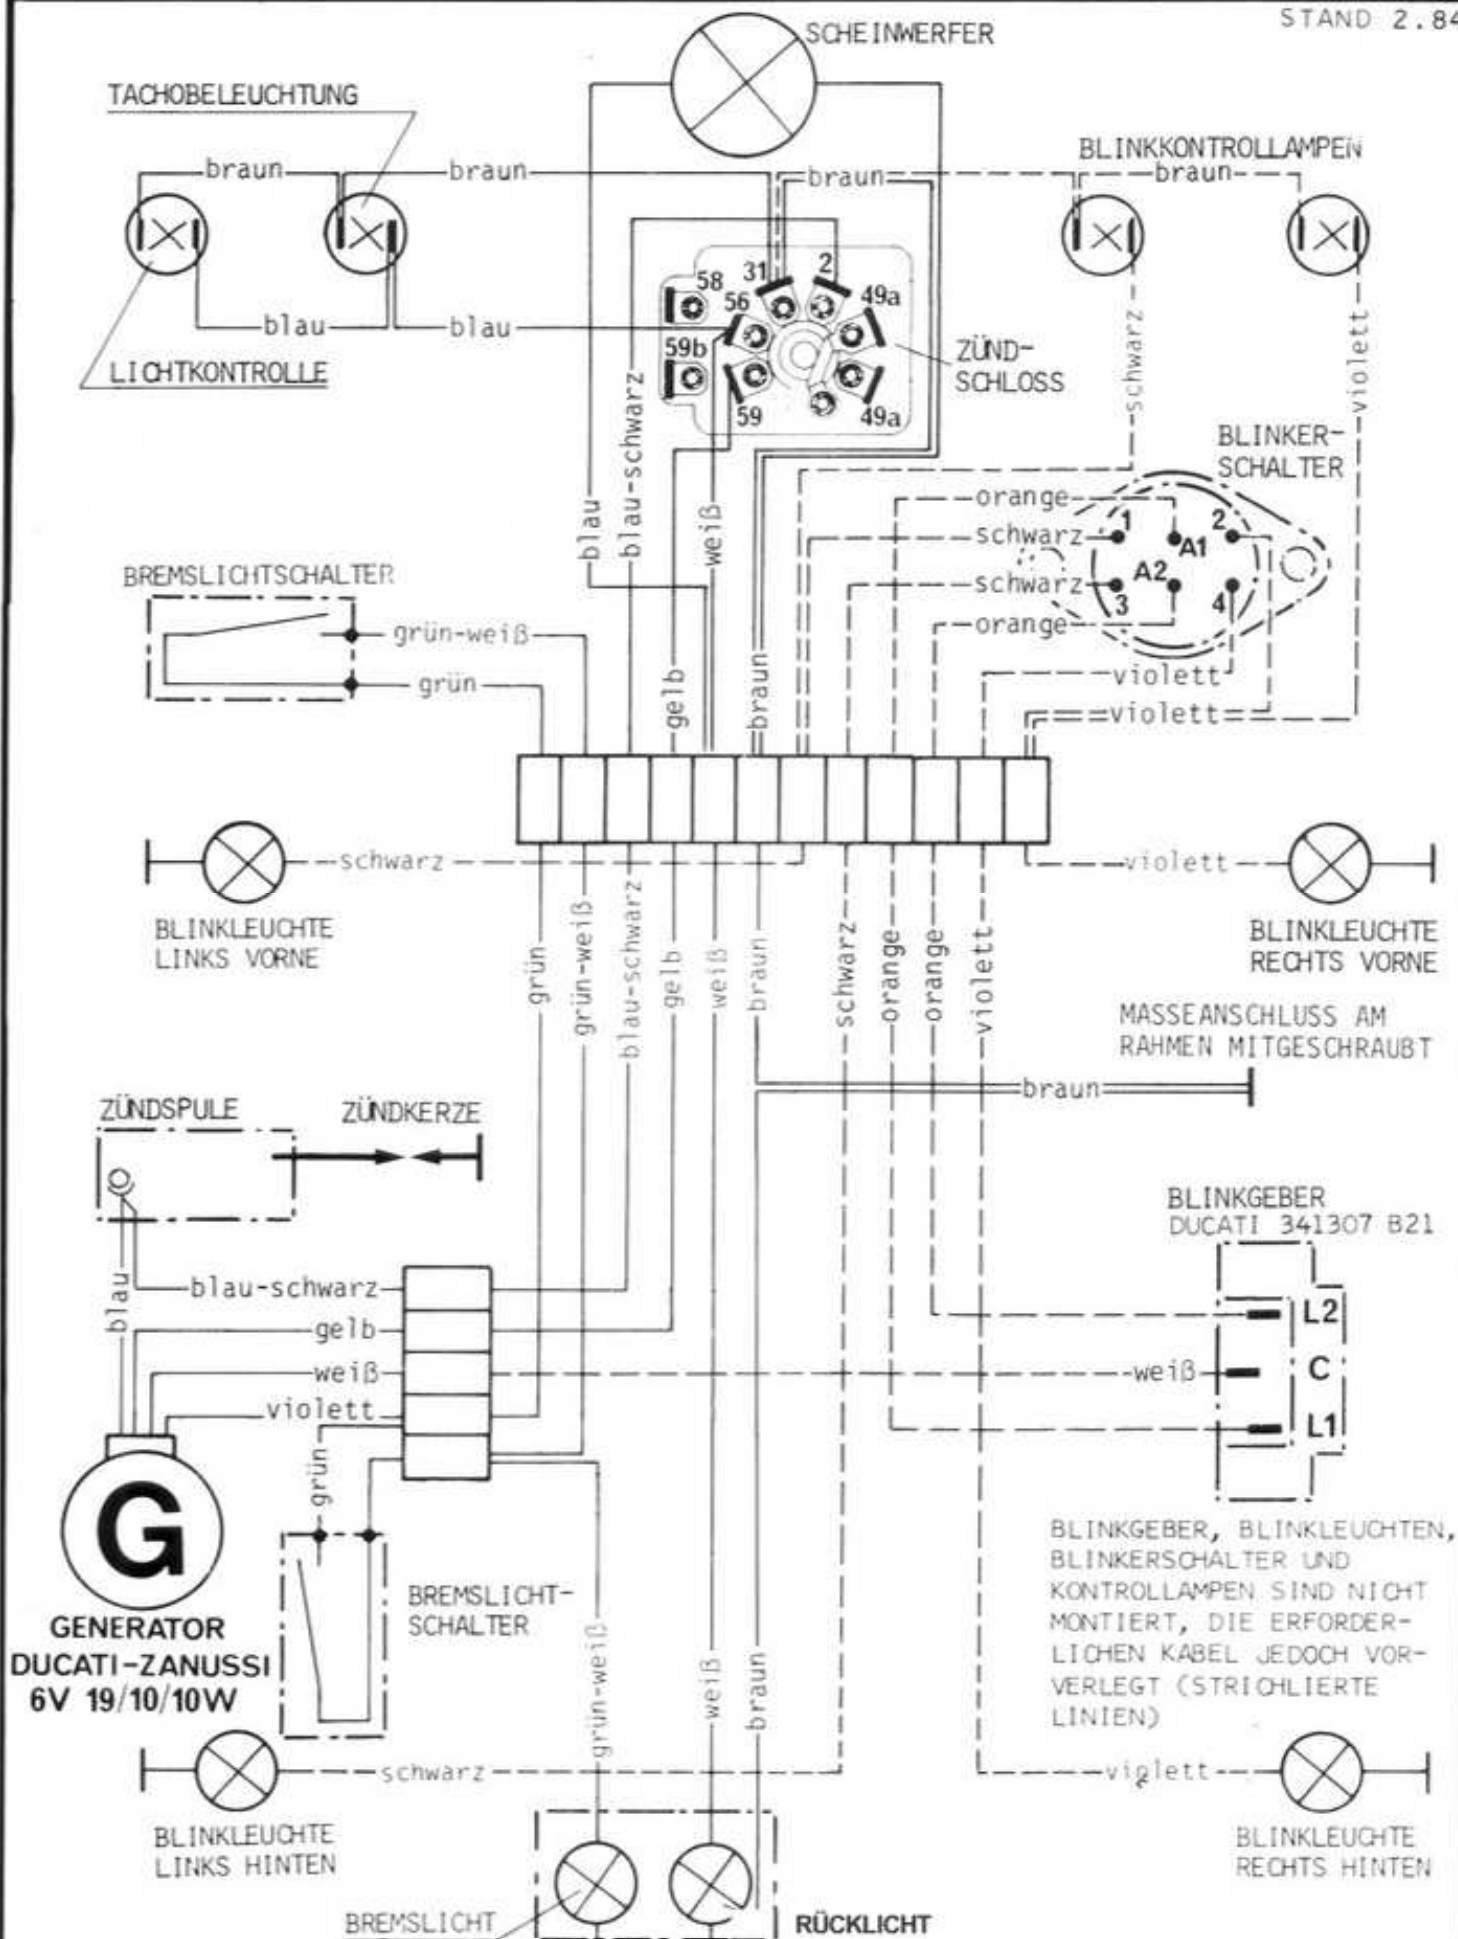 STAND 2.84
SCHEINWERFER
TACHOBELEUCHTUNG
BLINKKONTROLLAMPEN
braun
braun
braun
braun
58
31
2
56
49a
59b
59
49a
ZÜND-
SCHLOSS
blau
blau
LICHTKONTROLLE
schwarz
violett
BLINKER-
SCHALTER
blau
blau-schwarz
weiß
orange
schwarz
schwarz
orange
1
A1
2
A2
3
4
violett
violett
BREMSLICHTSCHALTER
grün-weiß
grün
gelb
braun
schwarz
violett
BLINKLEUCHTE
LINKS VORNE
BLINKLEUCHTE
RECHTS VORNE
grün
grün-weiß
blau-schwarz
gelb
weiß
braun
schwarz
orange
orange
violett
MASSEANSCHLUSS AM
RAHMEN MITGESCHRAUBT
braun
ZÜNDSPULE
ZÜNDKERZE
BLINKGEBER
DUCATI 341307 B21
blau
blau-schwarz
gelb
weiß
violett
grün
L2
weiß
C
L1
G
GENERATOR
DUCATI-ZANUSSI
6V 19/10/10W
BREMSLICHT-
SCHALTER
BLINKGEBER, BLINKLEUCHTEN,
BLINKERSCHALTER UND
KONTROLLAMPEN SIND NICHT
MONTIERT, DIE ERFORDER-
LICHEN KABEL JEDOCH VOR-
VERLEGT (STRICHLIERTE
LINIEN)
grün-weiß
weiß
braun
schwarz
violett
BLINKLEUCHTE
LINKS HINTEN
BLINKLEUCHTE
RECHTS HINTEN
BREMSLICHT
RÜCKLICHT